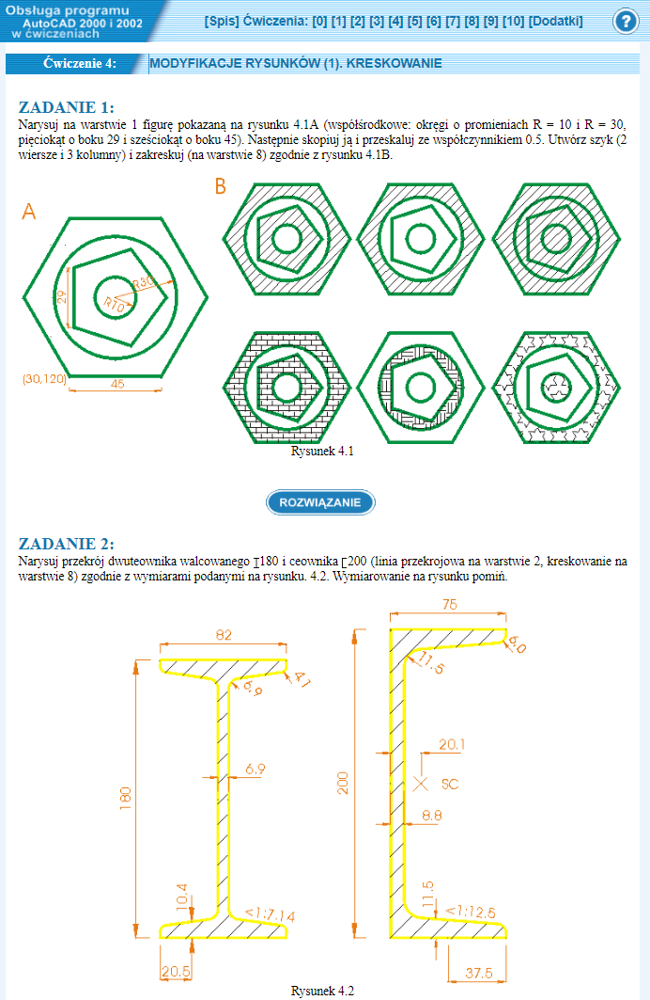 Obsługa programu
AutoCAD 2000 i 2002
w ćwiczeniach
[Spis] Ćwiczenia: [0] [1] [2] [3] [4] [5] [6] [7] [8] [9] [10] [Dodatki]
?
Ćwiczenie 4: MODYFIKACJE RYSUNKÓW (1). KRESKOWANIE
ZADANIE 1:
Narysuj na warstwie 1 figurę pokazaną na rysunku 4.1A (współśrodkowe: okręgi o promieniach R = 10 i R = 30,
pięciokąt o boku 29 i sześciokąt o boku 45). Następnie skopiuj ją i przeskaluj ze współczynnikiem 0.5. Utwórz szyk (2
wiersze i 3 kolumny) i zakreskuj (na warstwie 8) zgodnie z rysunku 4.1B.
B
A
R30
29
R10
(30,120)
45
Rysunek 4.1
ROZWIĄZANIE
ZADANIE 2:
Narysuj przekrój dwuteownika walcowanego 180 i ceownika 200 (linia przekrojowa na warstwie 2, kreskowanie na
warstwie 8) zgodnie z wymiarami podanymi na rysunku. 4.2. Wymiarowanie na rysunku pomiń.
75
82
6.0
11.5
4.1
6.9
20.1
6.9
200
SC
180
8.8
10.4
11.5
<1:7.14
<1:12.5
20.5
37.5
Rysunek 4.2